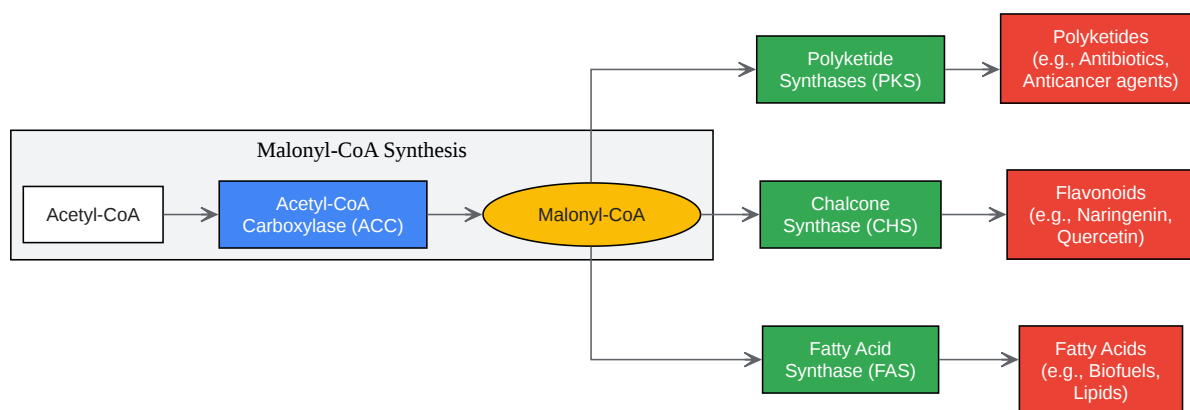 Polyketide
Synthases (PKS)
Polyketides
(e.g., Antibiotics,
Anticancer agents)
Malonyl-CoA Synthesis
Acetyl-CoA
Acetyl-CoA
Carboxylase (ACC)
Malonyl-CoA
Chalcone
Synthase (CHS)
Flavonoids
(e.g., Naringenin,
Quercetin)
Fatty Acid
Synthase (FAS)
Fatty Acids
(e.g., Biofuels,
Lipids)